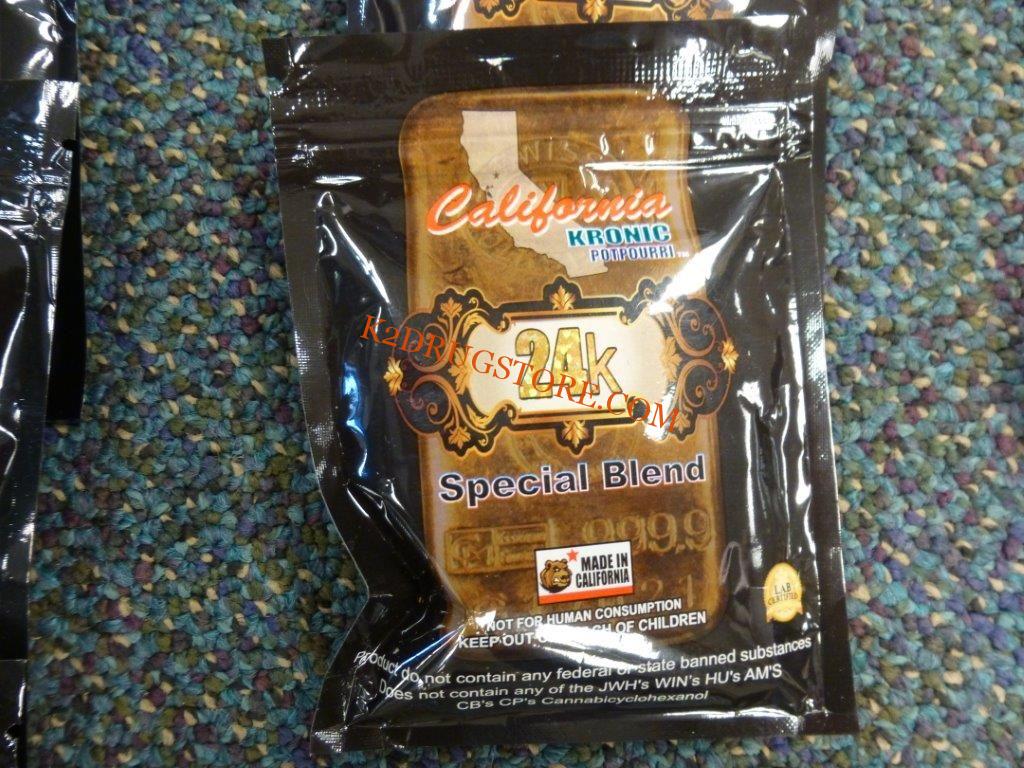 California
KRONIC
POTPOURRI™
24k
K2DRUGSTORE.COM
Special Blend
999.9
MADE IN
CALIFORNIA
LAB
CERTIFIED
NOT FOR HUMAN CONSUMPTION
KEEP OUT OF REACH OF CHILDREN
Product do not contain any federal or state banned substances
Does not contain any of the JWH's WIN's HU's AM'S
CB's CP's Cannabicyclohexanol